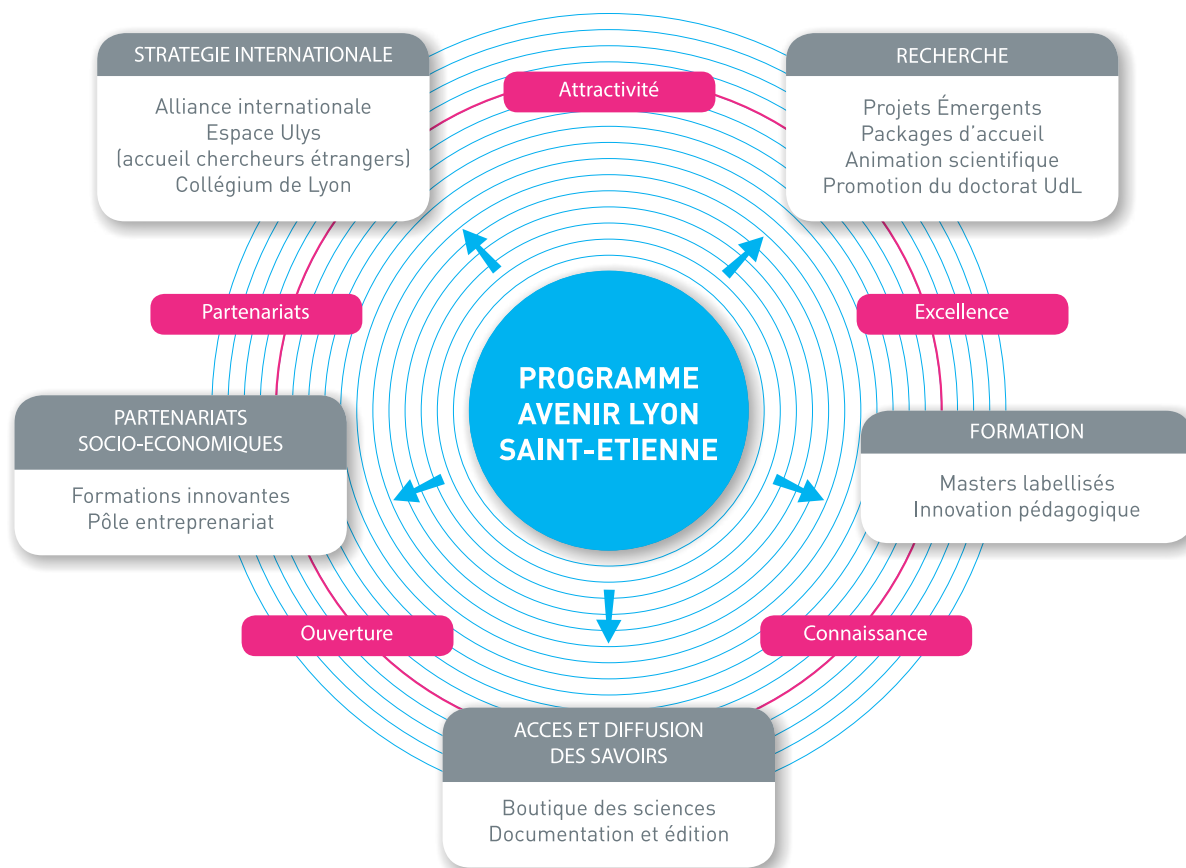 STRATEGIE INTERNATIONALE
Alliance internationale
Espace Ulys
(accueil chercheurs étrangers)
Collégium de Lyon
Attractivité
RECHERCHE
Projets Émergents
Packages d'accueil
Animation scientifique
Promotion du doctorat UdL
Partenariats
Excellence
PROGRAMME
AVENIR LYON
SAINT-ETIENNE
PARTENARIATS
SOCIO-ECONOMIQUES
Formations innovantes
Pôle entreprenariat
FORMATION
Masters labellisés
Innovation pédagogique
Ouverture
Connaissance
ACCES ET DIFFUSION
DES SAVOIRS
Boutique des sciences
Documentation et édition